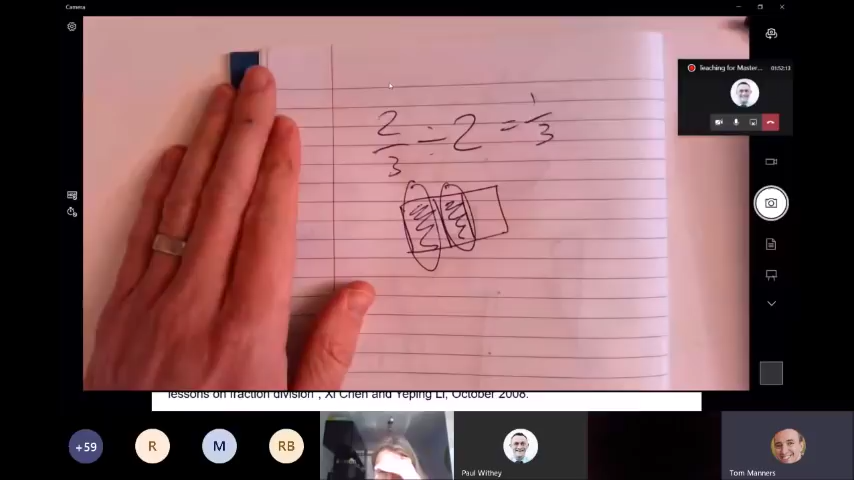 Camera
Teaching for Master...
01:52:13
2/3 ÷ 2 = 1/3
lessons on fraction division", Xi Chen and Yeping Li, October 2008.
+59
R
M
RB
Paul Withey
Tom Manners